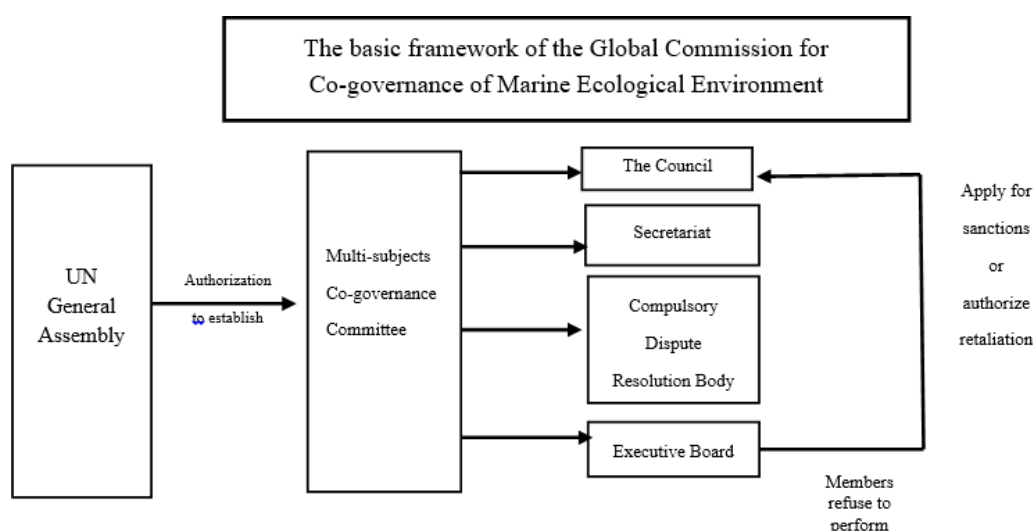 The basic framework of the Global Commission for
Co-governance of Marine Ecological Environment
UN
General
Assembly
Authorization
to establish
Multi-subjects
Co-governance
Committee
The Council
Secretariat
Compulsory
Dispute
Resolution Body
Executive Board
Members
refuse to
perform
Apply for
sanctions
or
authorize
retaliation